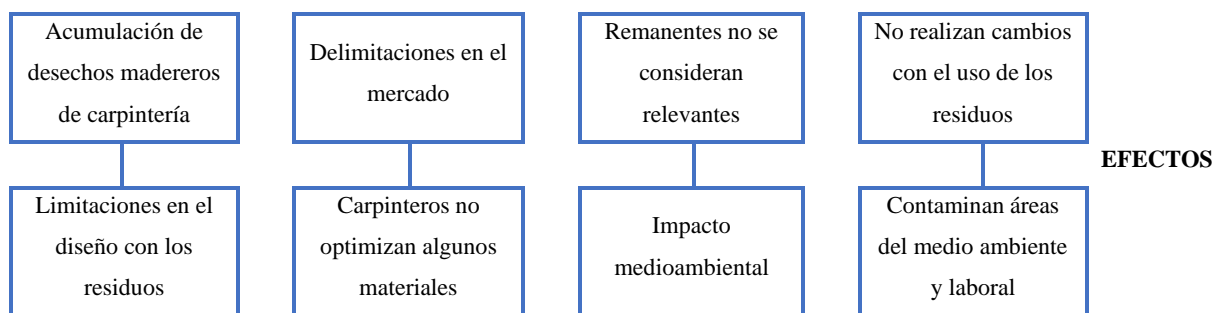 Acumulación de
desechos madereros
de carpintería
Delimitaciones en el
mercado
Remanentes no se
consideran
relevantes
No realizan cambios
con el uso de los
residuos
EFECTOS
Limitaciones en el
diseño con los
residuos
Carpinteros no
optimizan algunos
materiales
Impacto
medioambiental
Contaminan áreas
del medio ambiente
y laboral